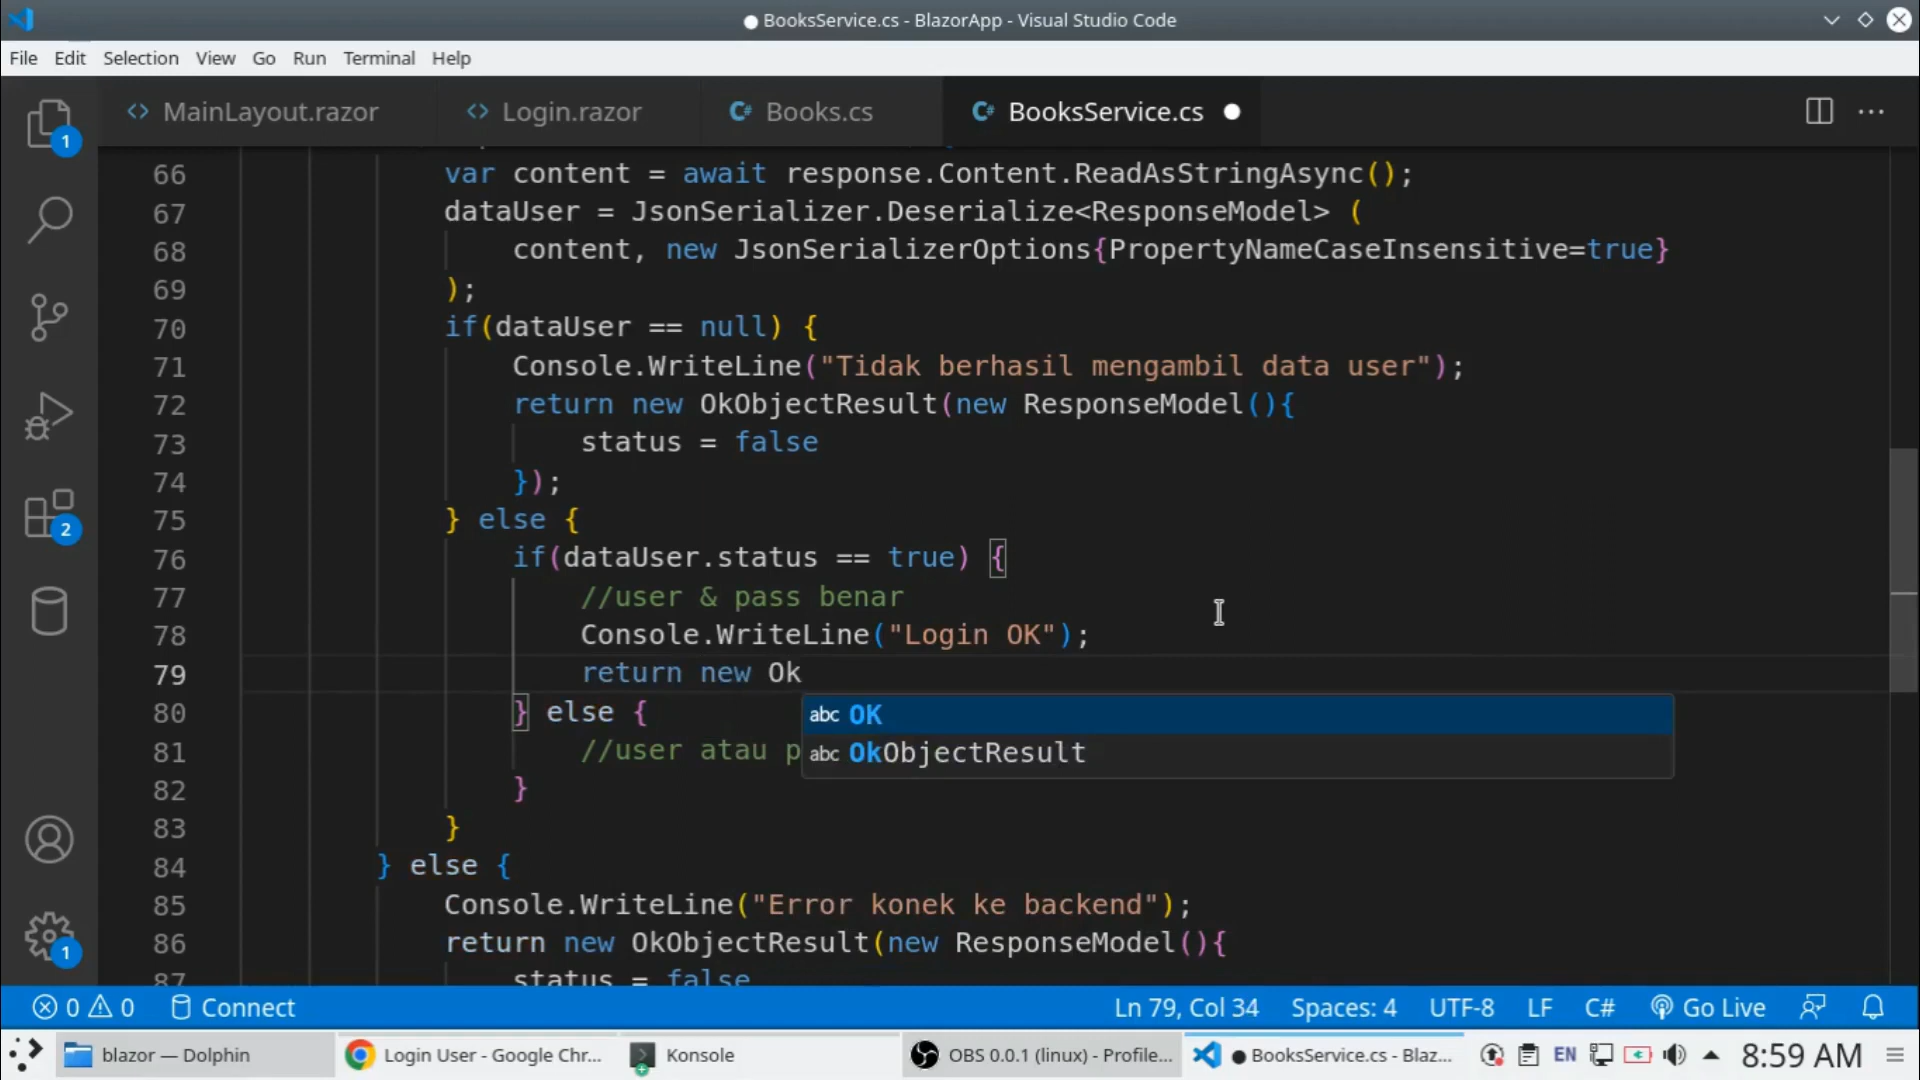 BooksService.cs - BlazorApp - Visual Studio Code
File Edit Selection View Go Run Terminal Help
MainLayout.razor Login.razor C# Books.cs C# BooksService.cs
66 var content = await response.Content.ReadAsStringAsync();
67 dataUser = JsonSerializer.Deserialize<ResponseModel> (
68 content, new JsonSerializerOptions{PropertyNameCaseInsensitive=true}
69 );
70 if(dataUser == null) {
71 Console.WriteLine("Tidak berhasil mengambil data user");
72 return new OkObjectResult(new ResponseModel(){
73 status = false
74 });
75 } else {
76 if(dataUser.status == true) {
77 //user & pass benar
78 Console.WriteLine("Login OK");
79 return new Ok
80 } else {
abc OK
81 //user atau p
abc OkObjectResult
82 }
83 }
84 } else {
85 Console.WriteLine("Error konek ke backend");
86 return new OkObjectResult(new ResponseModel(){
87 status = false
1
2
1
0 0 Connect Ln 79, Col 34 Spaces: 4 UTF-8 LF C# Go Live
blazor — Dolphin Login User - Google Chr... Konsole OBS 0.0.1 (linux) - Profile... BooksService.cs - Blaz... EN 8:59 AM